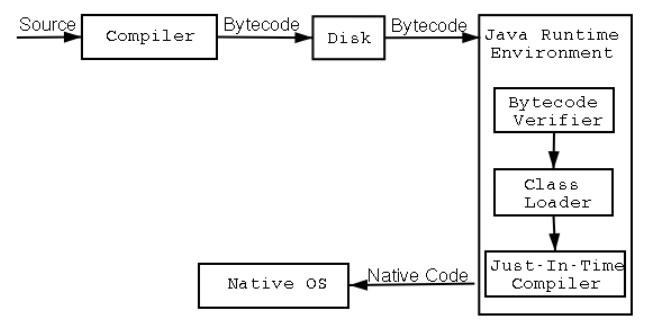 Source
Compiler
Bytecode
Disk
Bytecode
Java Runtime
Environment
Bytecode
Verifier
Class
Loader
Just-In-Time
Compiler
Native Code
Native OS